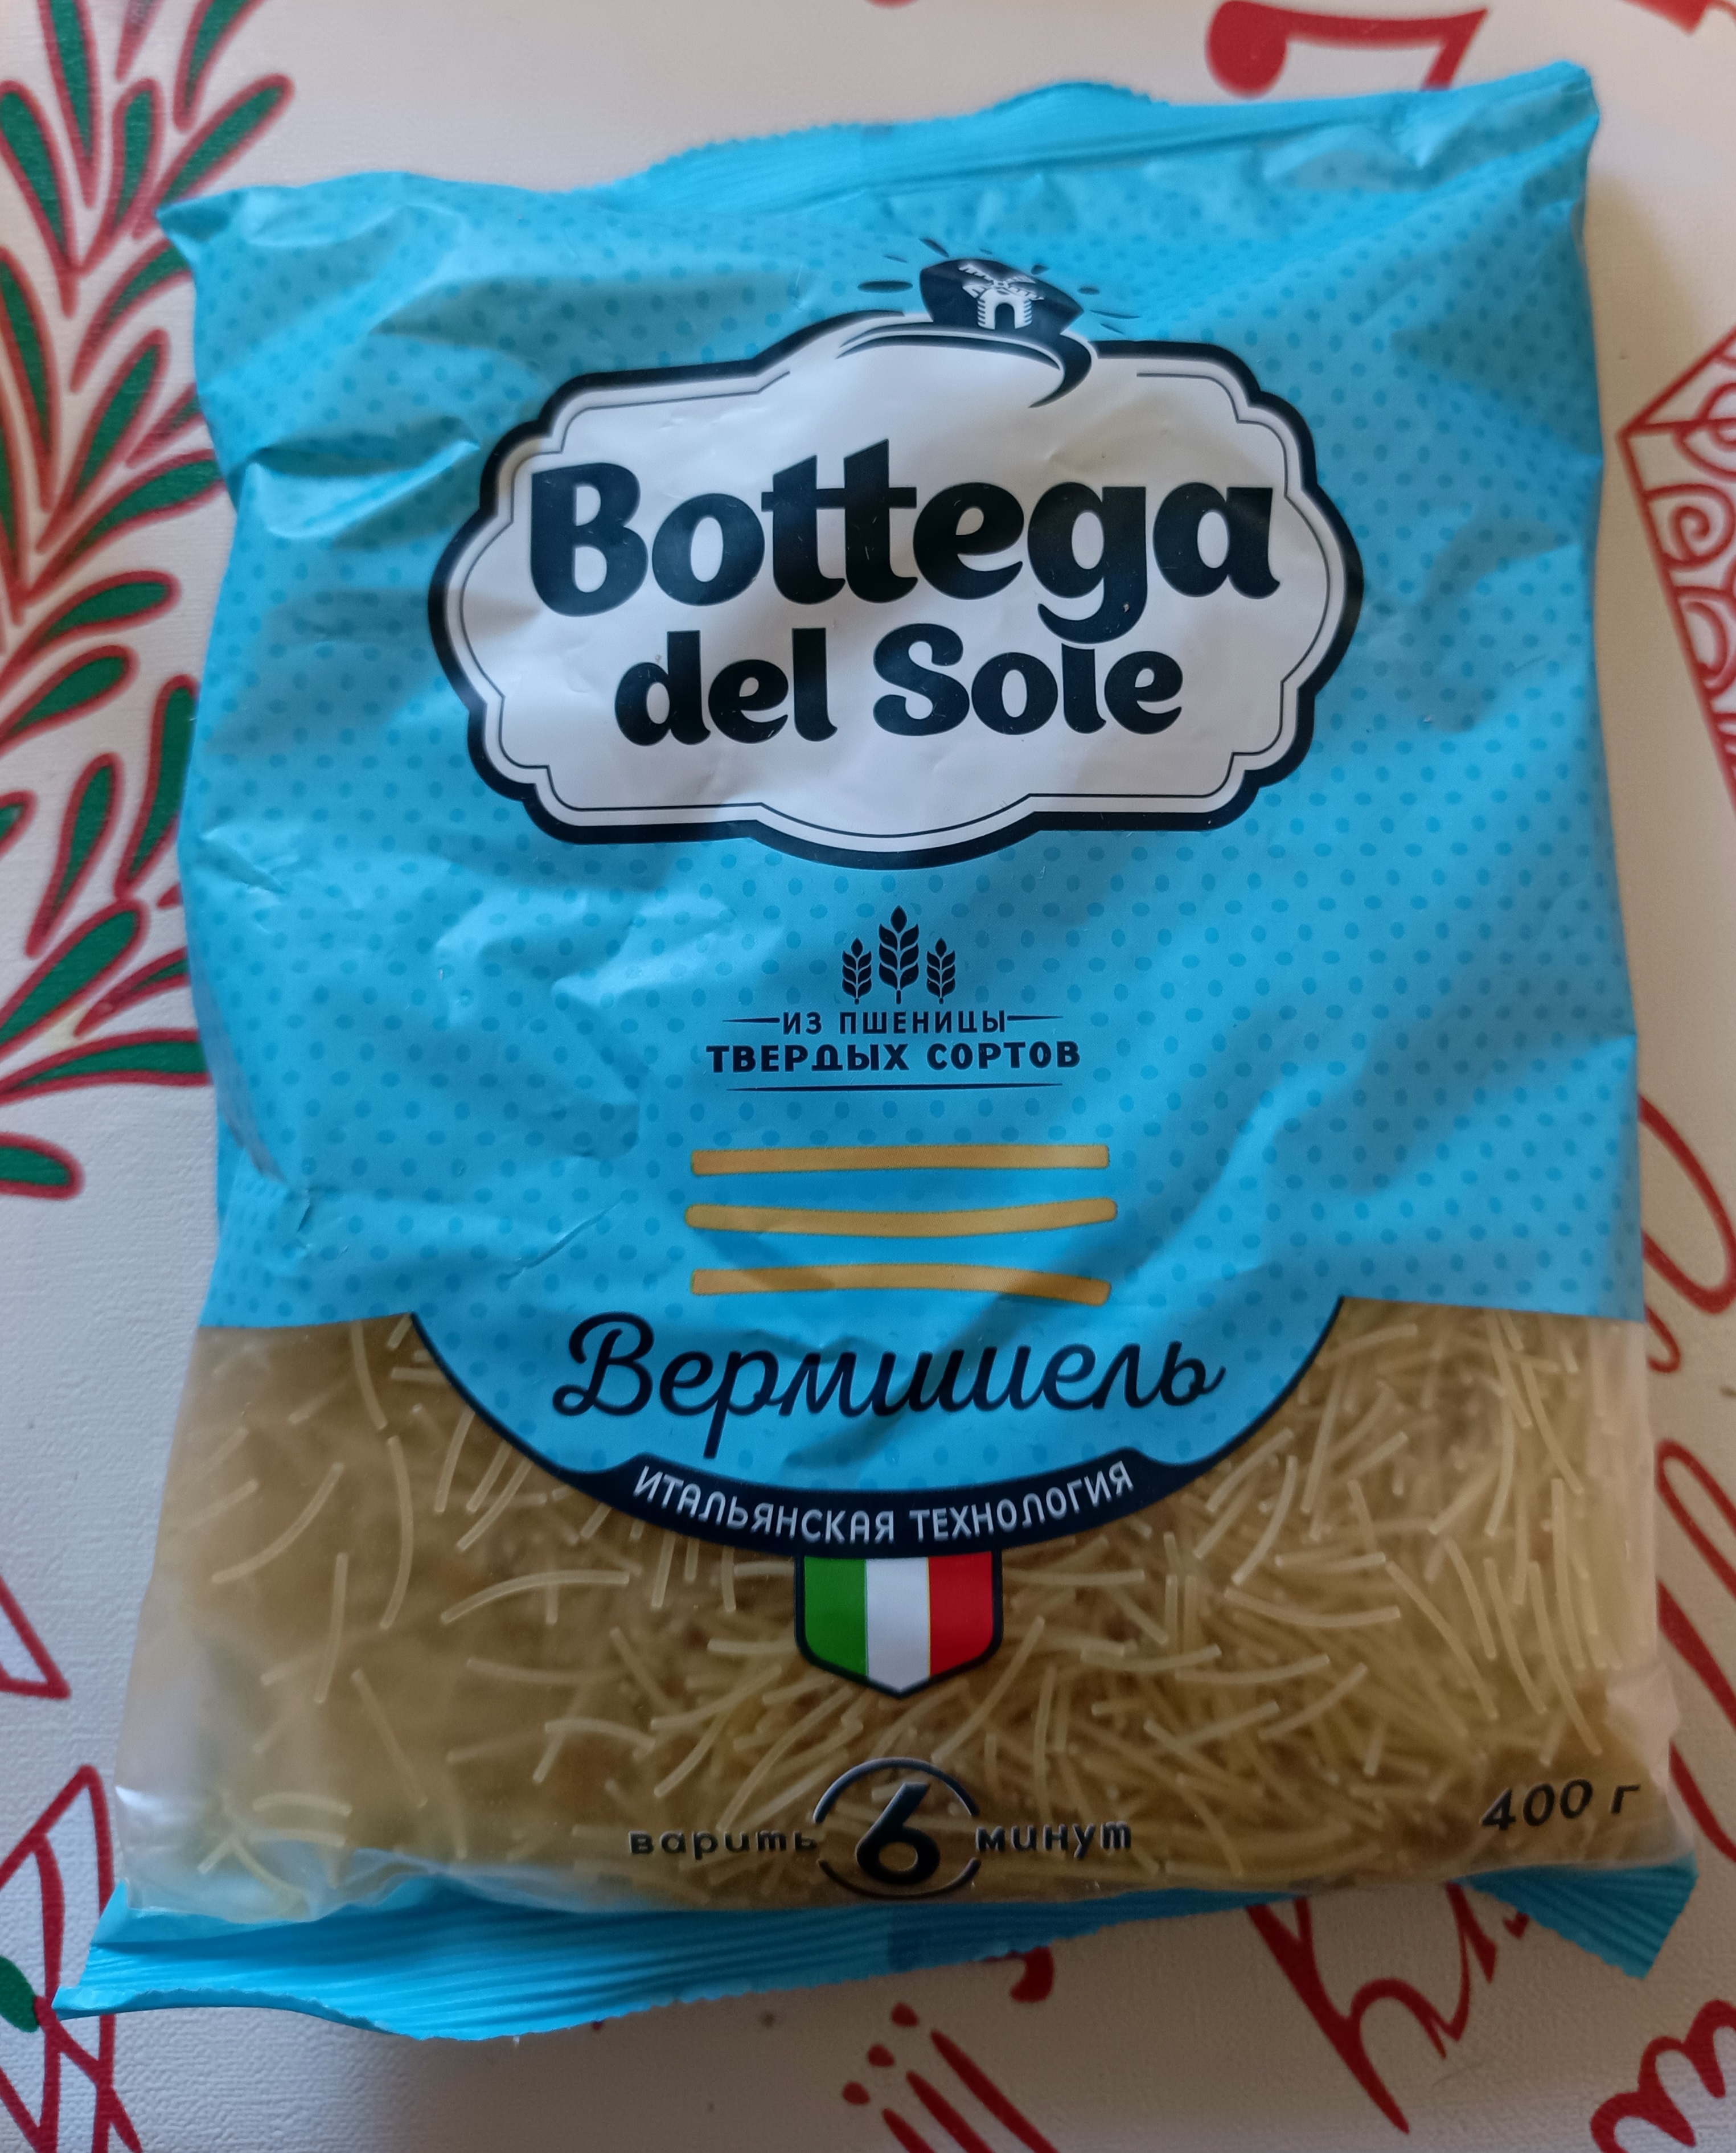 Bottega
del Sole
ИЗ ПШЕНИЦЫ
ТВЕРДЫХ СОРТОВ
Вермишель
ИТАЛЬЯНСКАЯ ТЕХНОЛОГИЯ
варить 6 минут
400 г